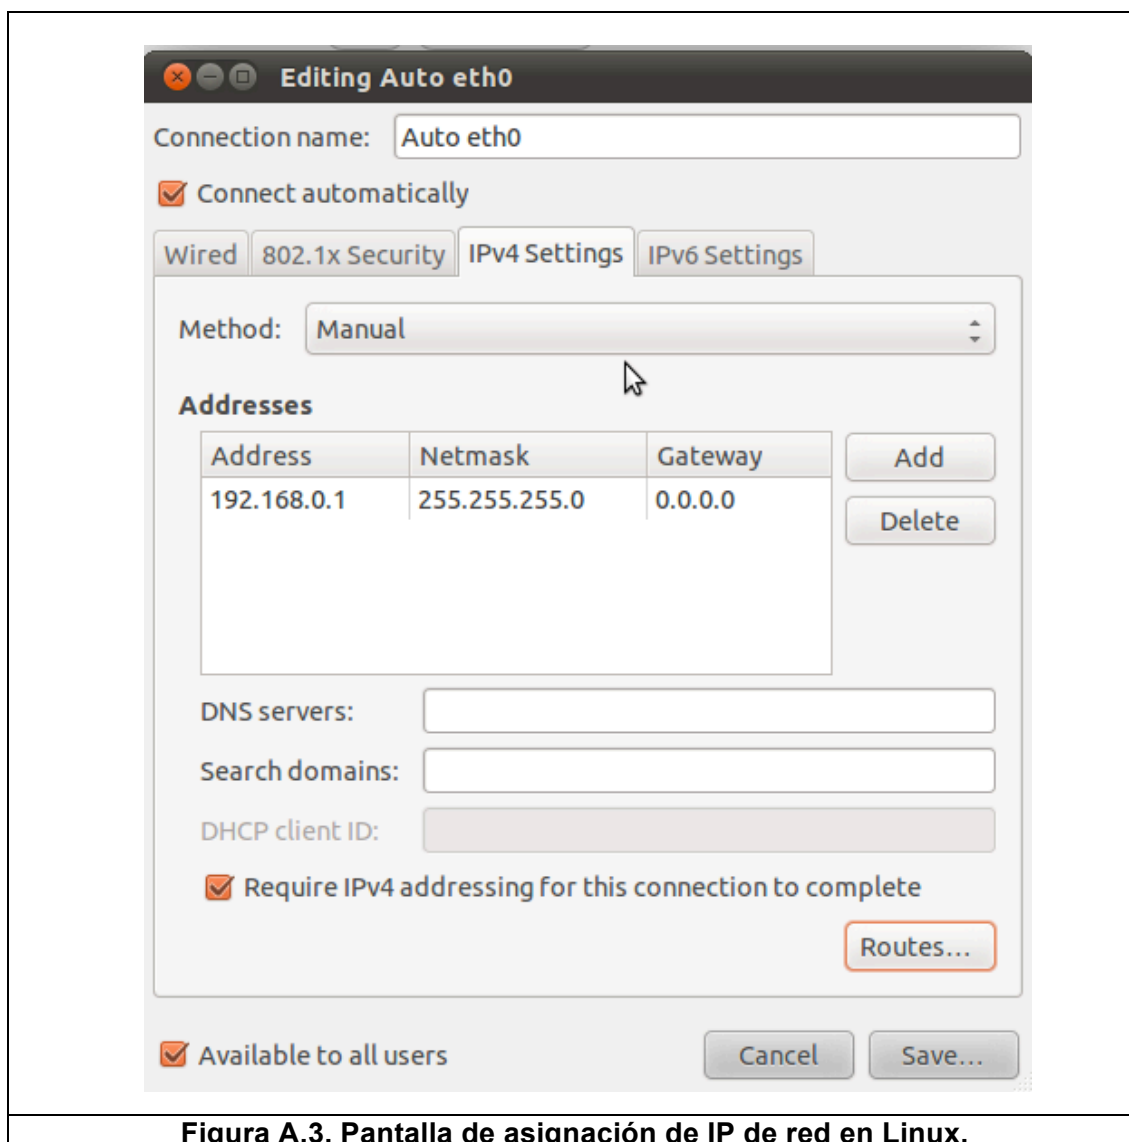 Editing Auto eth0
Connection name: Auto eth0
Connect automatically
Wired 802.1x Security IPv4 Settings IPv6 Settings
Method: Manual
Addresses
Address Netmask Gateway Add
192.168.0.1 255.255.255.0 0.0.0.0
Delete
DNS servers:
Search domains:
DHCP client ID:
Require IPv4 addressing for this connection to complete
Routes...
Available to all users Cancel Save...
Figura A.3. Pantalla de asignación de IP de red en Linux.